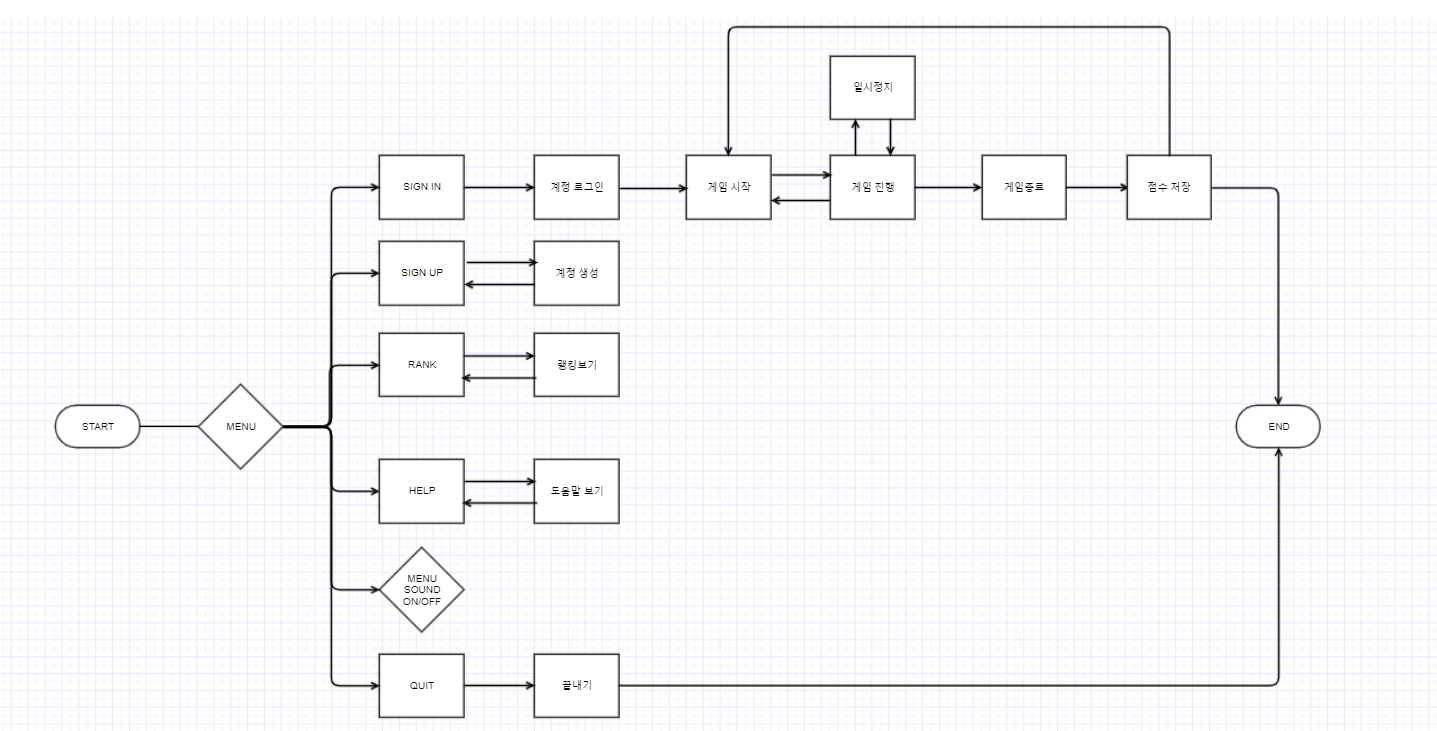 일시정지
SIGN IN
계정 로그인
게임 시작
게임 진행
게임종료
점수 저장
SIGN UP
계정 생성
RANK
랭킹보기
START
MENU
END
HELP
도움말 보기
MENU
SOUND
ON/OFF
QUIT
끝내기